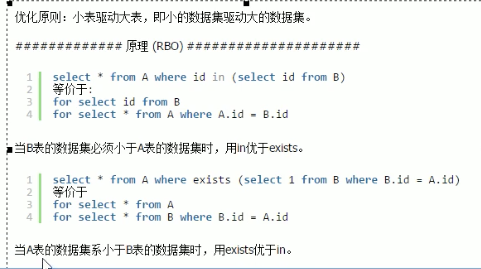 优化原则：小表驱动大表，即小的数据集驱动大的数据集。
############# 原理 (RBO) #####################
1 select * from A where id in (select id from B)
2 等价于:
3 for select id from B
4 for select * from A where A.id = B.id
当B表的数据集必须小于A表的数据集时，用in优于exists。
1 select * from A where exists (select 1 from B where B.id = A.id)
2 等价于
3 for select * from A
4 for select * from B where B.id = A.id
当A表的数据集系小于B表的数据集时，用exists优于in。